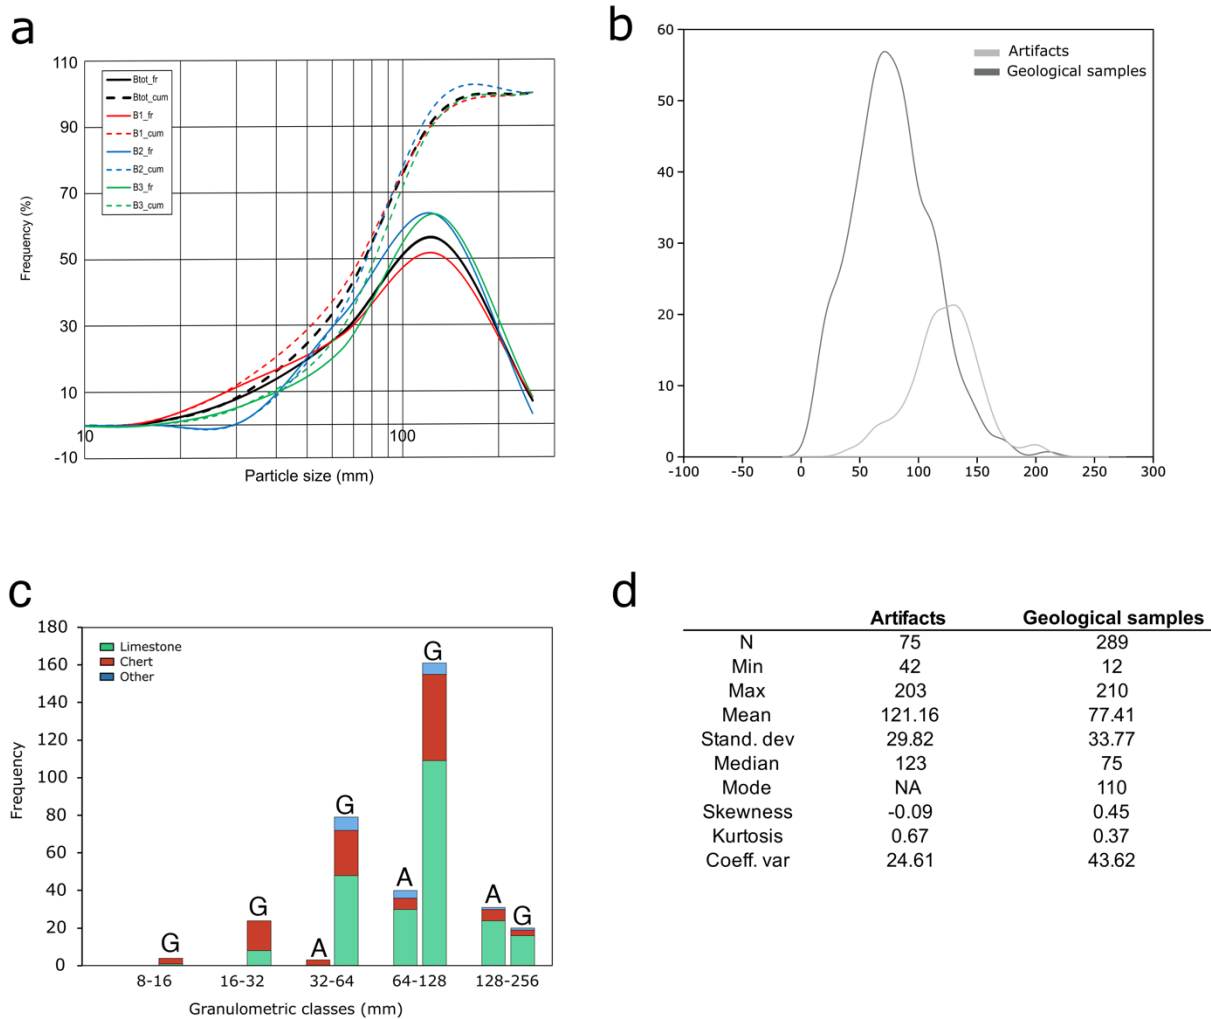 a
110
90
70
50
30
10
-10
Frequency (%)
Btot_fr
Btot_cum
B1_fr
B1_cum
B2_fr
B2_cum
B3_fr
B3_cum
10
100
Particle size (mm)
b
60
50
40
30
20
10
0
Artifacts
Geological samples
-100 -50 0 50 100 150 200 250 300
c
180
160
140
120
100
80
60
40
20
0
Frequency
Limestone
Chert
Other
G
G
A
G
A
G
A
G
8-16 16-32 32-64 64-128 128-256
Granulometric classes (mm)
d
Artifacts Geological samples
N 75 289
Min 42 12
Max 203 210
Mean 121.16 77.41
Stand. dev 29.82 33.77
Median 123 75
Mode NA 110
Skewness -0.09 0.45
Kurtosis 0.67 0.37
Coeff. var 24.61 43.62